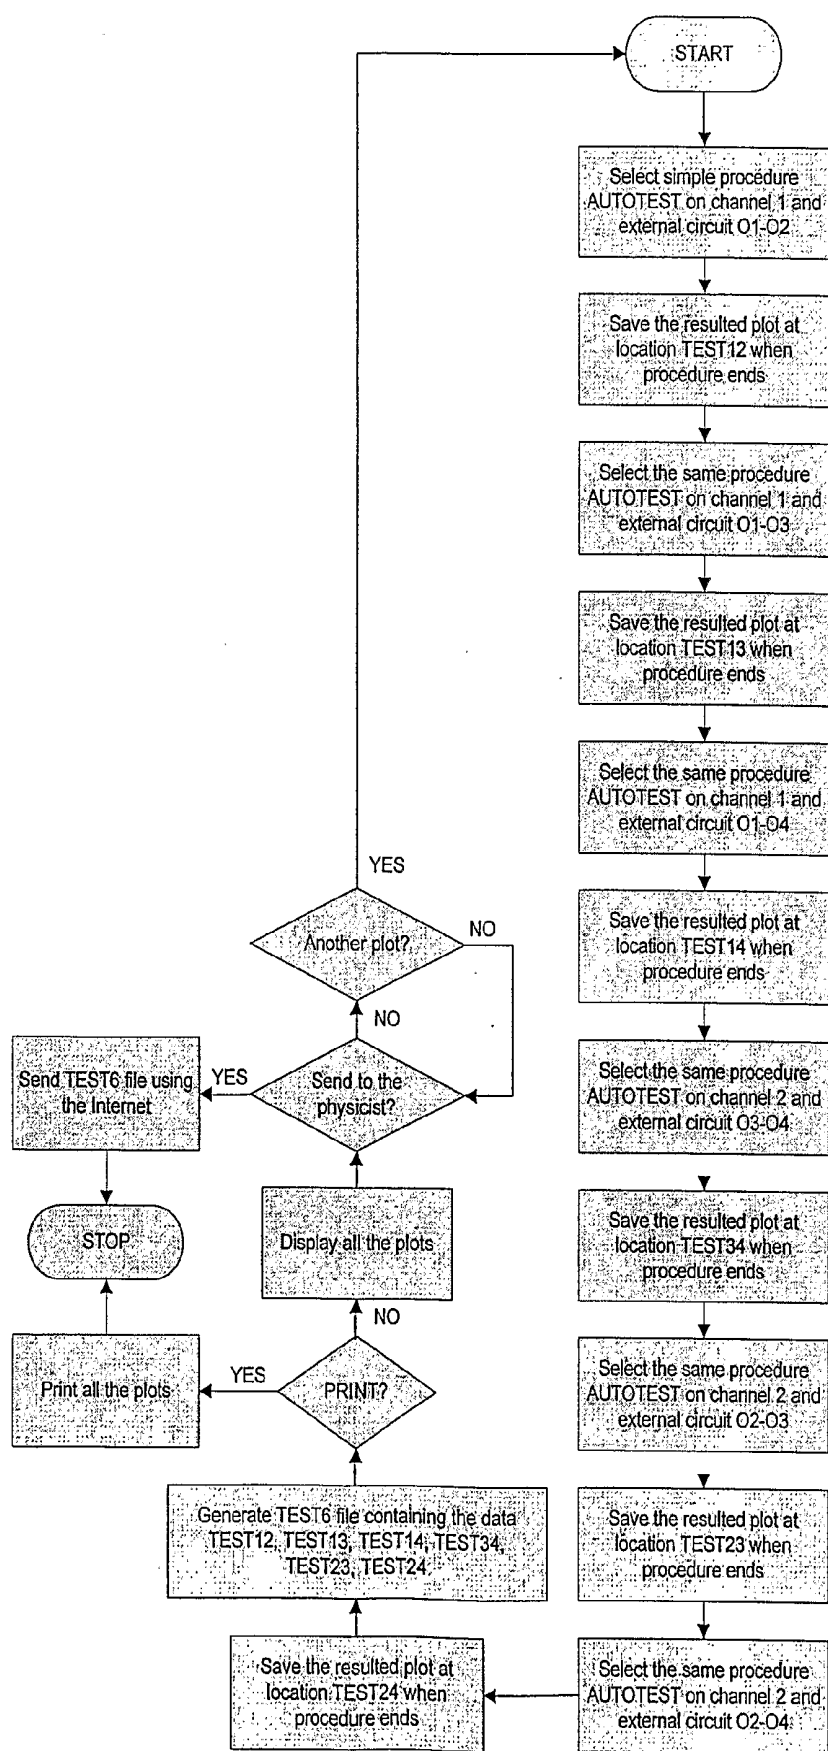 START
Select simple procedure
AUTOTEST on channel 1 and
external circuit O1-O2
Save the resulted plot at
location TEST12 when
procedure ends
Select the same procedure
AUTOTEST on channel 1 and
external circuit O1-O3
Save the resulted plot at
location TEST13 when
procedure ends
Select the same procedure
AUTOTEST on channel 1 and
external circuit O1-O4
Save the resulted plot at
location TEST14 when
procedure ends
Select the same procedure
AUTOTEST on channel 2 and
external circuit O3-O4
Save the resulted plot at
location TEST34 when
procedure ends
Select the same procedure
AUTOTEST on channel 2 and
external circuit O2-O3
Save the resulted plot at
location TEST23 when
procedure ends
Select the same procedure
AUTOTEST on channel 2 and
external circuit O2-O4
Save the resulted plot at
location TEST24 when
procedure ends
Generate TEST6 file containing the data
TEST12, TEST13, TEST14, TEST34,
TEST23, TEST24
PRINT?
YES
Print all the plots
NO
Display all the plots
Send to the
physicist?
YES
Send TEST6 file using
the Internet
STOP
NO
Another plot?
NO
YES